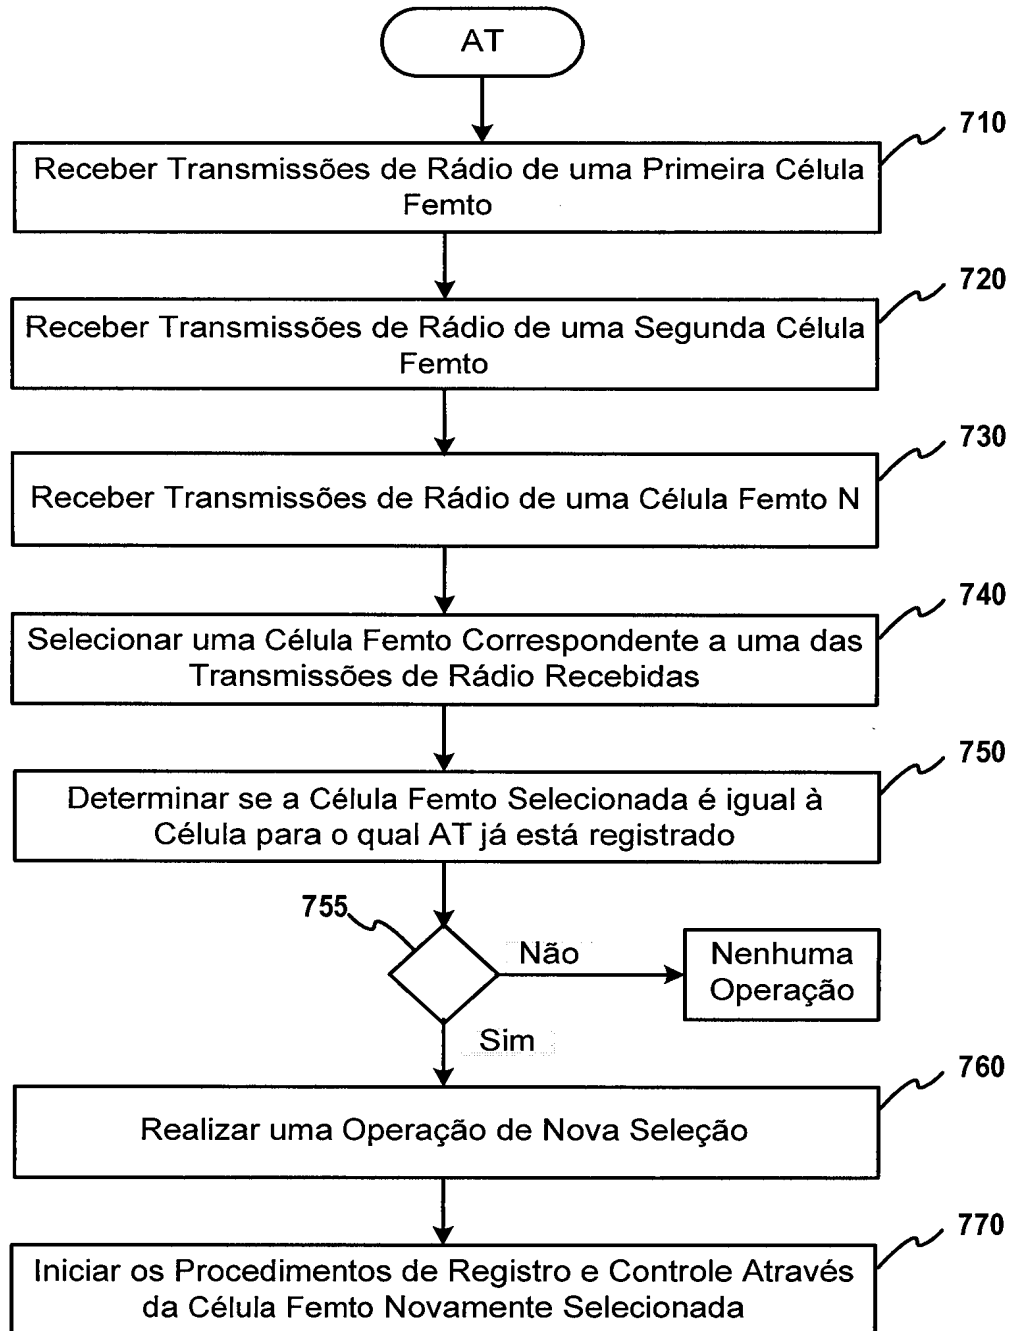 AT
710
Receber Transmissões de Rádio de uma Primeira Célula
Femto
720
Receber Transmissões de Rádio de uma Segunda Célula
Femto
730
Receber Transmissões de Rádio de uma Célula Femto N
740
Selecionar uma Célula Femto Correspondente a uma das
Transmissões de Rádio Recebidas
750
Determinar se a Célula Femto Selecionada é igual à
Célula para o qual AT já está registrado
755
Não
Nenhuma
Operação
Sim
760
Realizar uma Operação de Nova Seleção
770
Iniciar os Procedimentos de Registro e Controle Através
da Célula Femto Novamente Selecionada